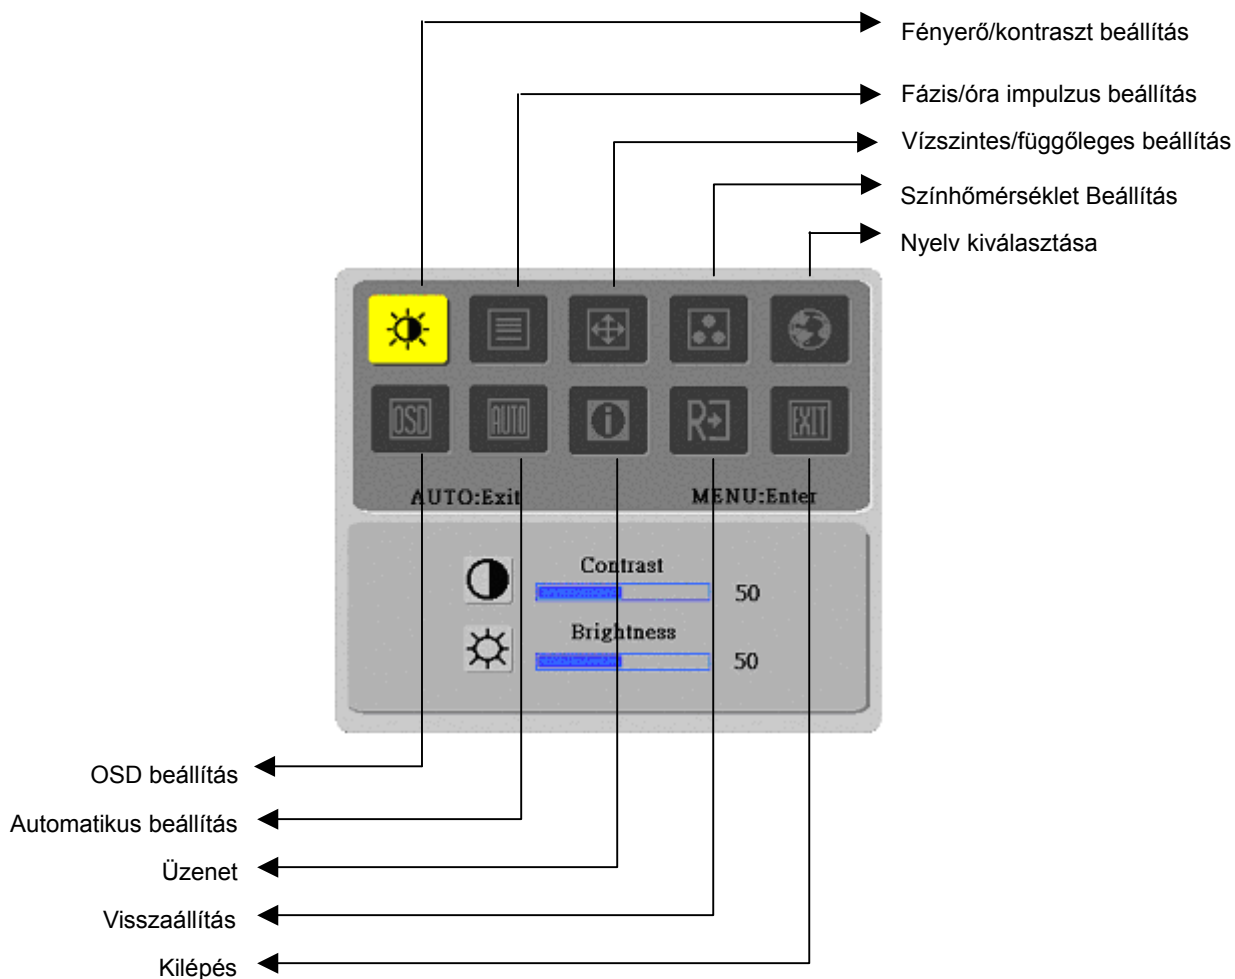 Fényerő/kontraszt beállítás
Fázis/óra impulzus beállítás
Vízszintes/függőleges beállítás
Színhőmérséklet Beállítás
Nyelv kiválasztása
OSD AUTO i R EXIT
AUTO:Exit MENU:Enter
Contrast
50
Brightness
50
OSD beállítás
Automatikus beállítás
Üzenet
Visszaállítás
Kilépés